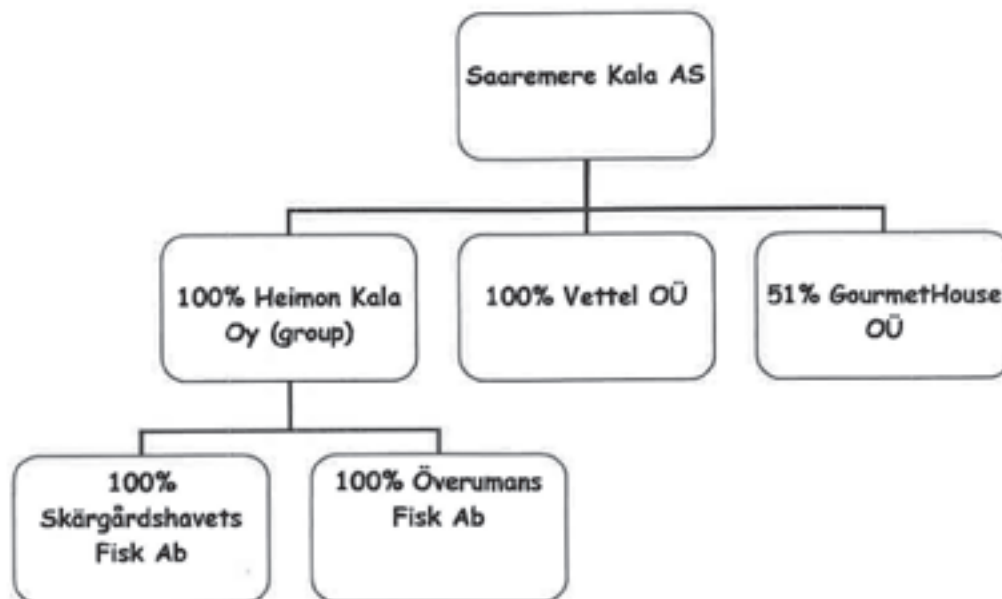 Saaremere Kala AS
100% Heimon Kala
Oy (group)
100% Vettel OÜ
51% GourmetHouse
OÜ
100%
Skärgårdshavets
Fisk Ab
100% Överumans
Fisk Ab